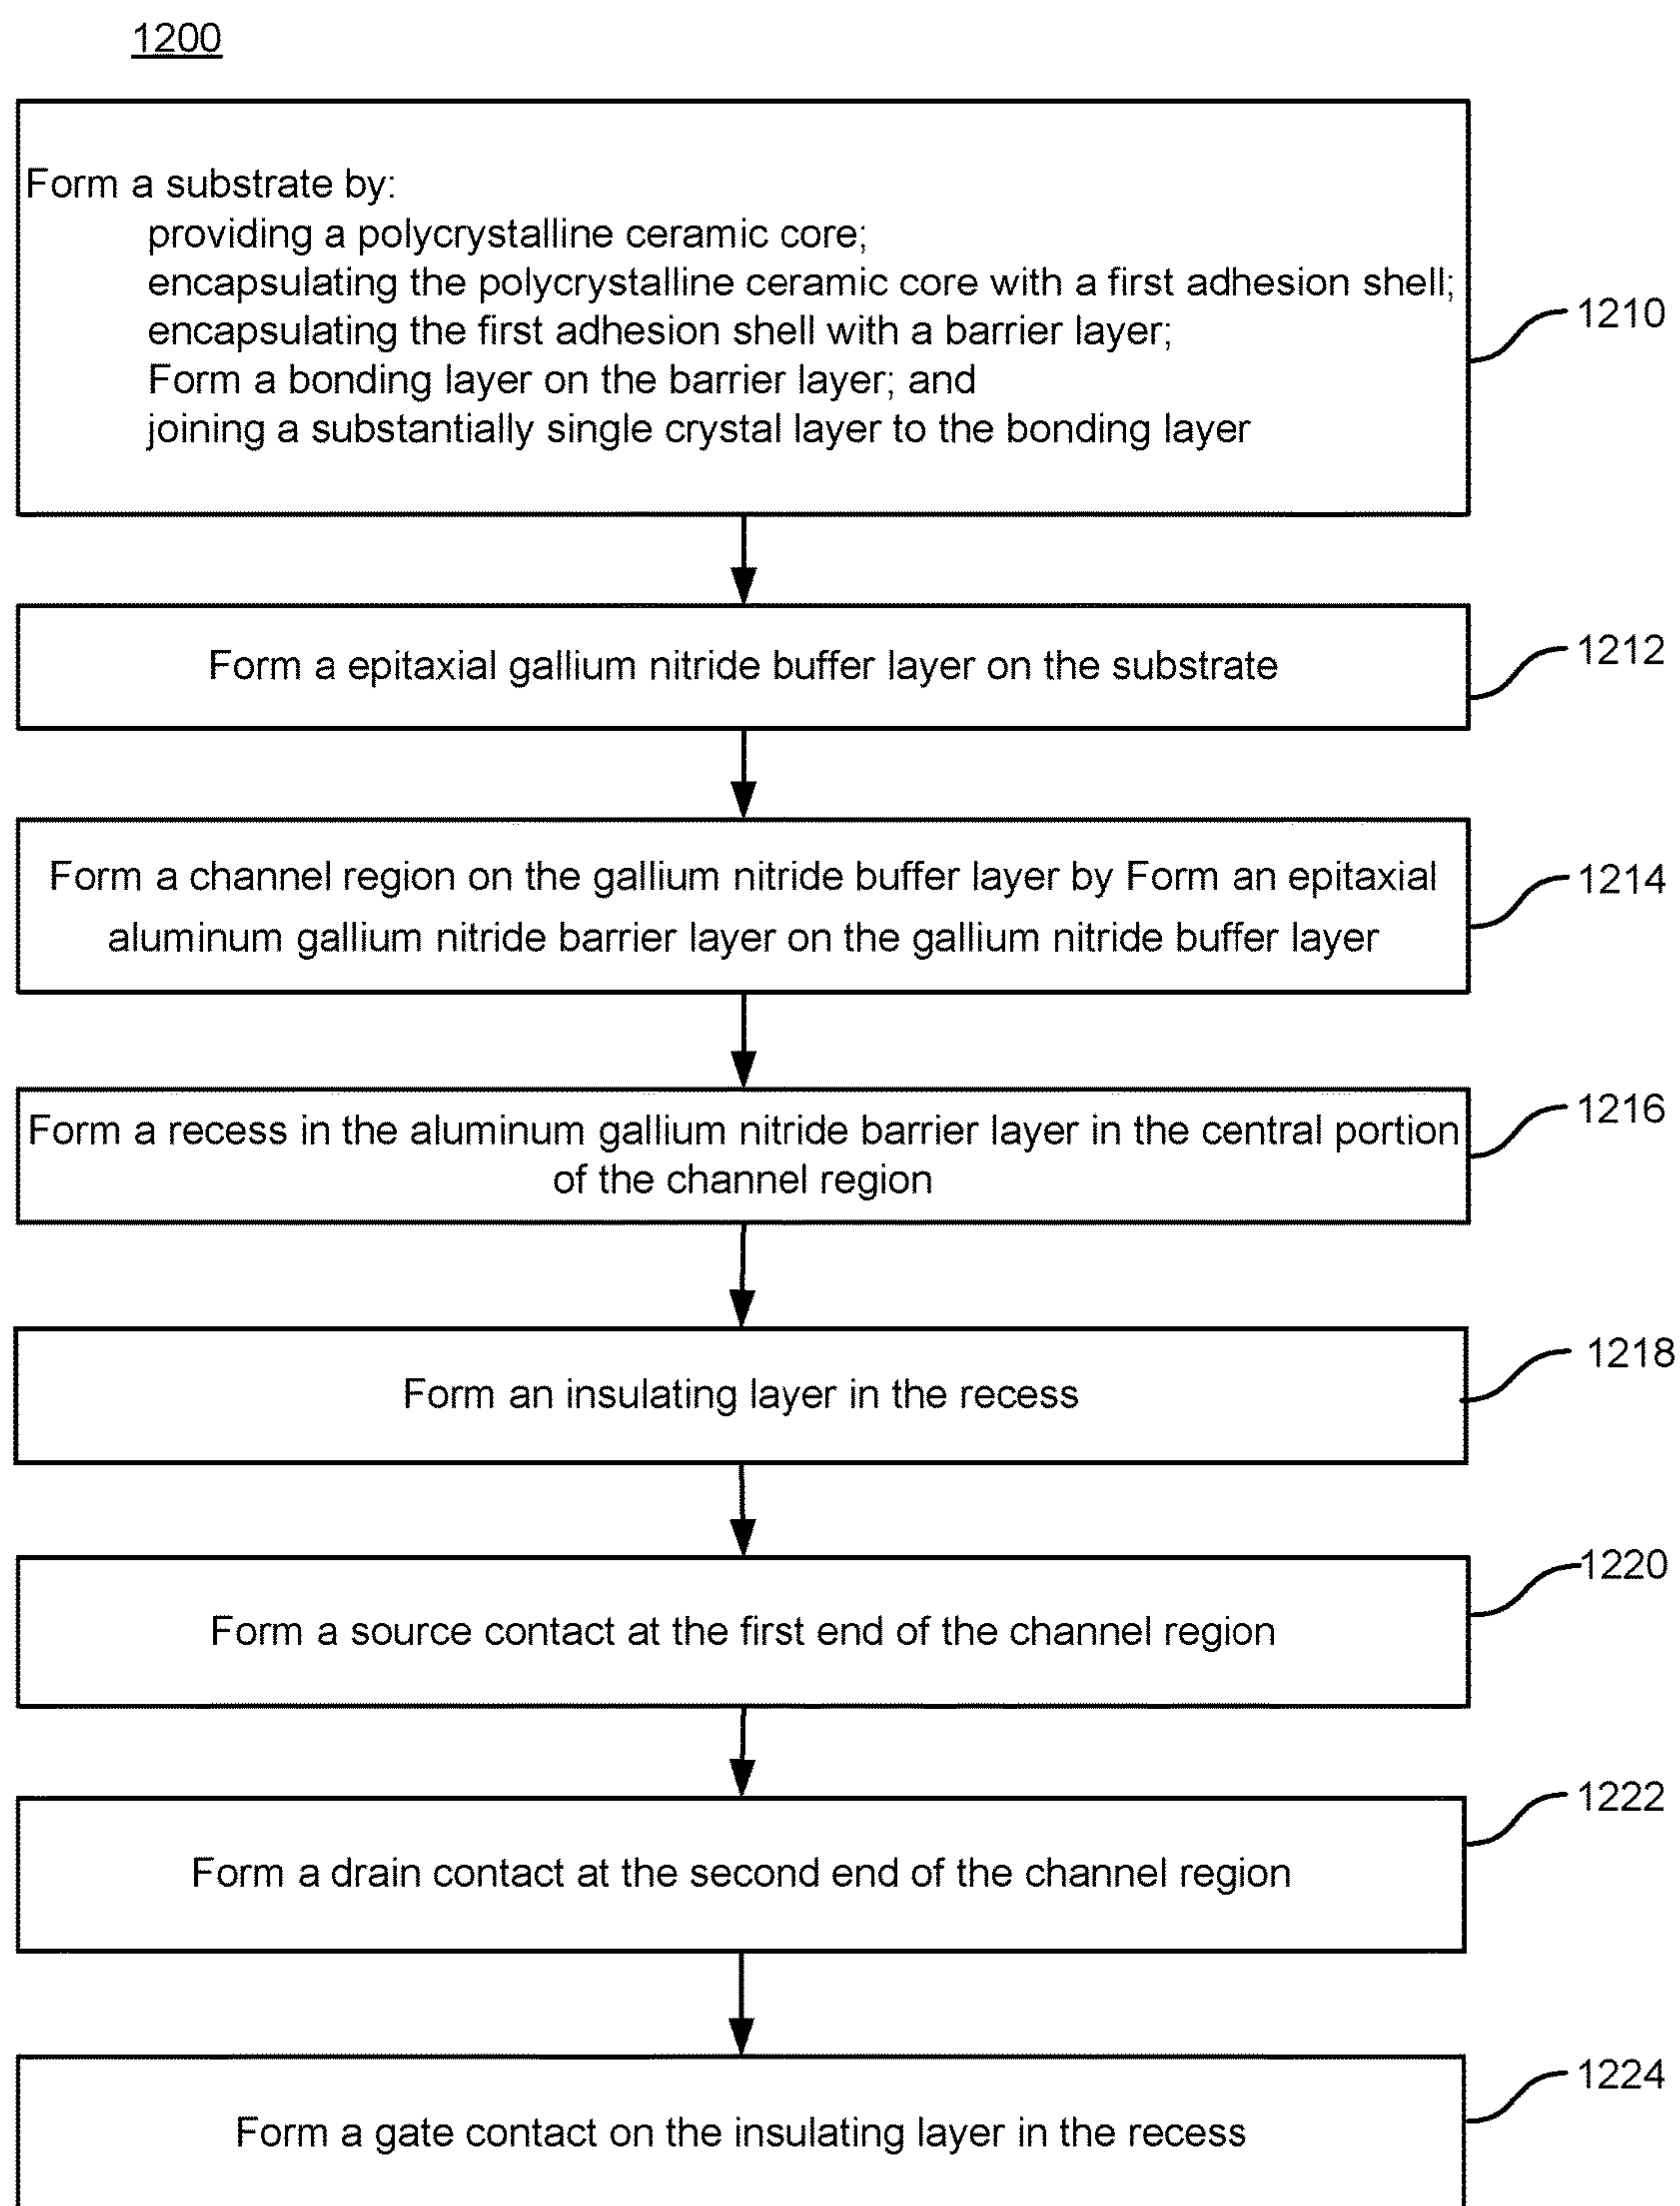 1200
Form a substrate by:
providing a polycrystalline ceramic core;
encapsulating the polycrystalline ceramic core with a first adhesion shell;
encapsulating the first adhesion shell with a barrier layer;
Form a bonding layer on the barrier layer; and
joining a substantially single crystal layer to the bonding layer
1210
Form a epitaxial gallium nitride buffer layer on the substrate
1212
Form a channel region on the gallium nitride buffer layer by Form an epitaxial
aluminum gallium nitride barrier layer on the gallium nitride buffer layer
1214
Form a recess in the aluminum gallium nitride barrier layer in the central portion
of the channel region
1216
Form an insulating layer in the recess
1218
Form a source contact at the first end of the channel region
1220
Form a drain contact at the second end of the channel region
1222
Form a gate contact on the insulating layer in the recess
1224